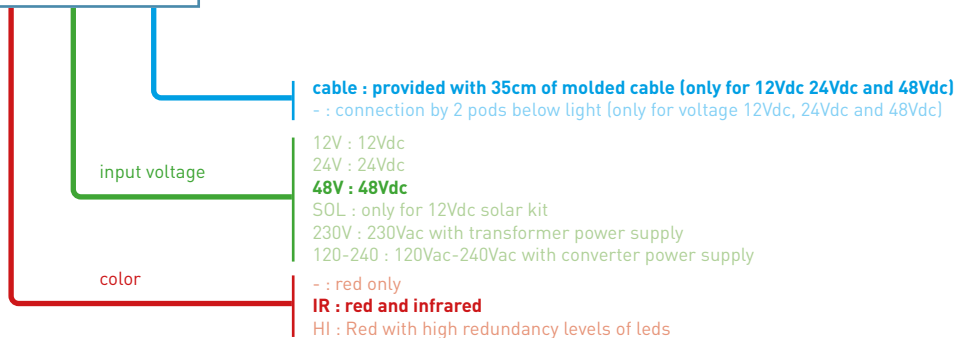 cable : provided with 35cm of molded cable (only for 12Vdc 24Vdc and 48Vdc)
- : connection by 2 pods below light (only for voltage 12Vdc, 24Vdc and 48Vdc)
input voltage
12V : 12Vdc
24V : 24Vdc
48V : 48Vdc
SOL : only for 12Vdc solar kit
230V : 230Vac with transformer power supply
120-240 : 120Vac-240Vac with converter power supply
color
- : red only
IR : red and infrared
HI : Red with high redundancy levels of leds